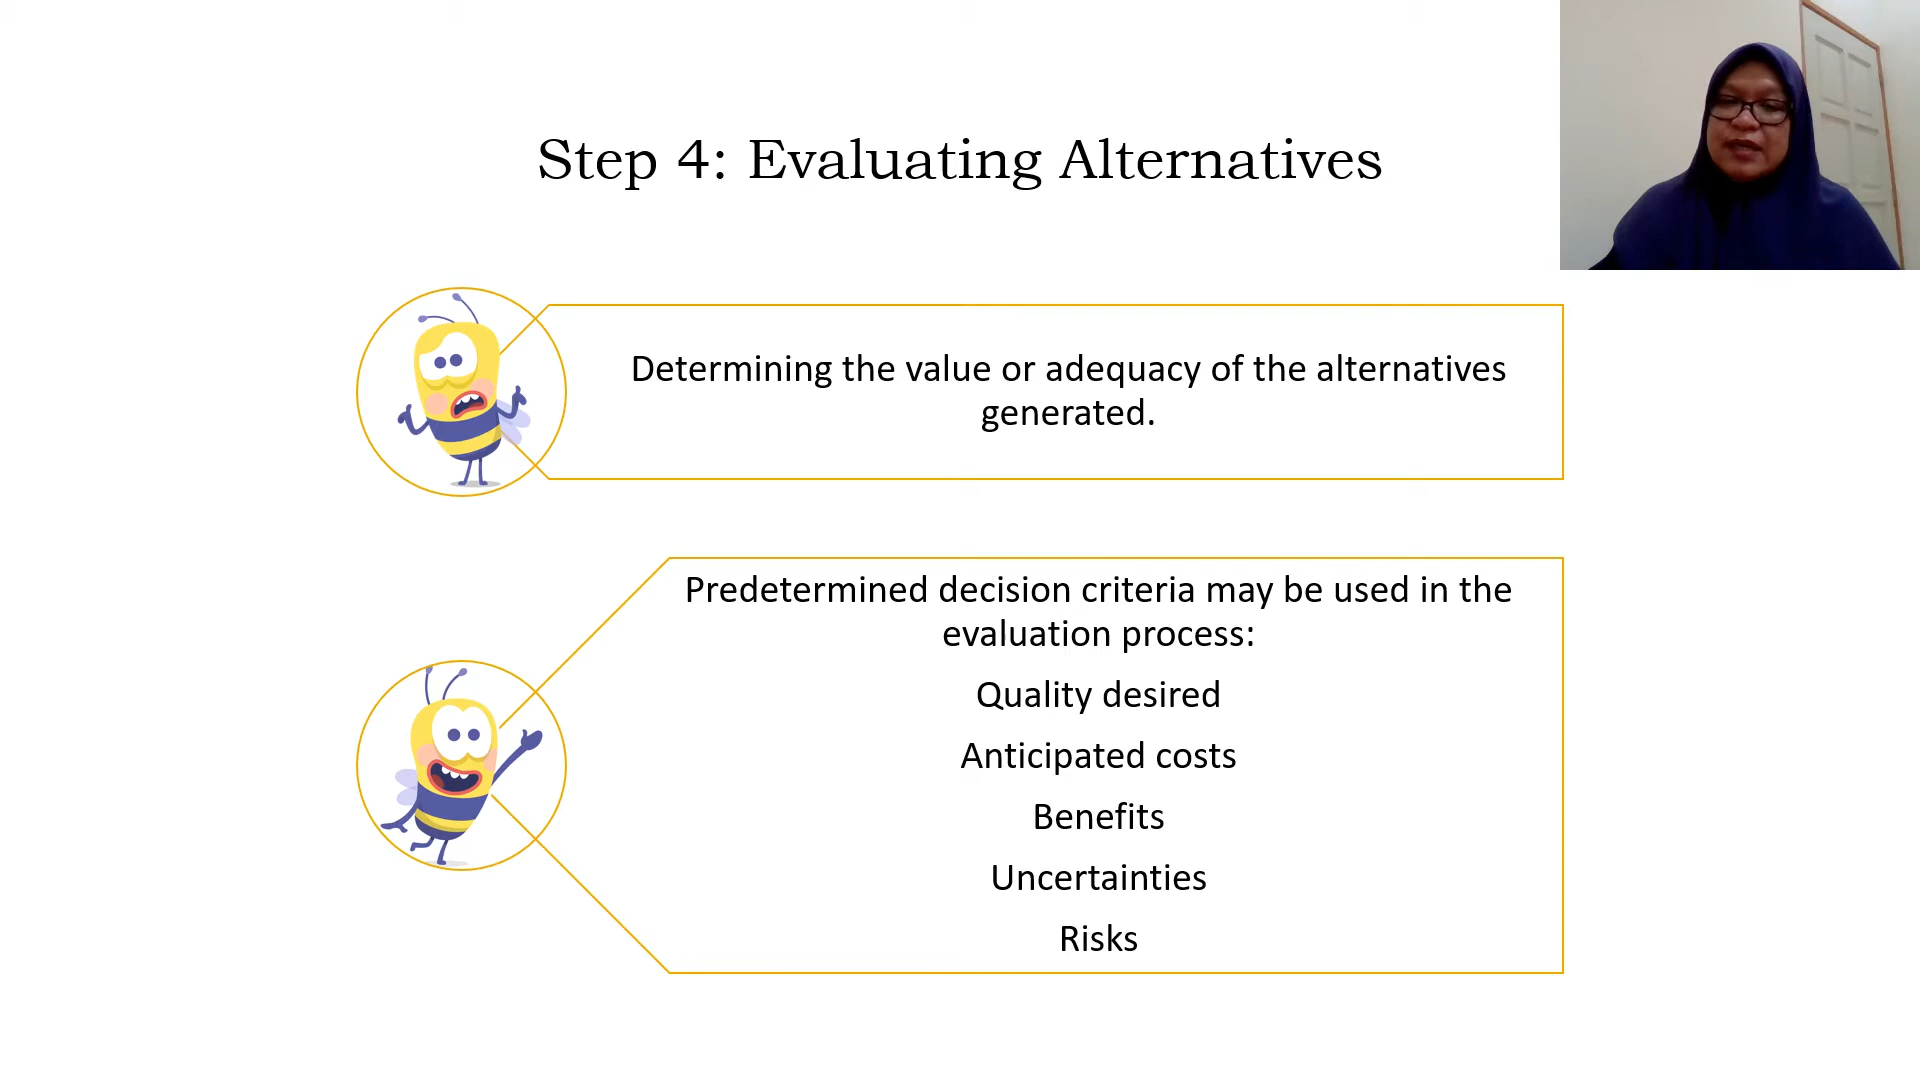 Step 4: Evaluating Alternatives
Determining the value or adequacy of the alternatives
generated.
Predetermined decision criteria may be used in the
evaluation process:
Quality desired
Anticipated costs
Benefits
Uncertainties
Risks